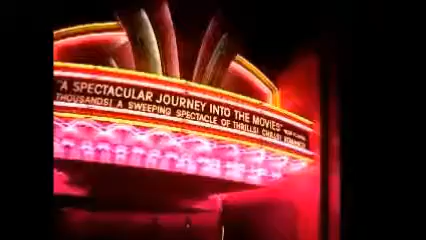 "A SPECTACULAR JOURNEY INTO THE MOVIES"
THOUSANDS! A SWEEPING SPECTACLE OF THRILLS! CHILLS! ROMANCE!